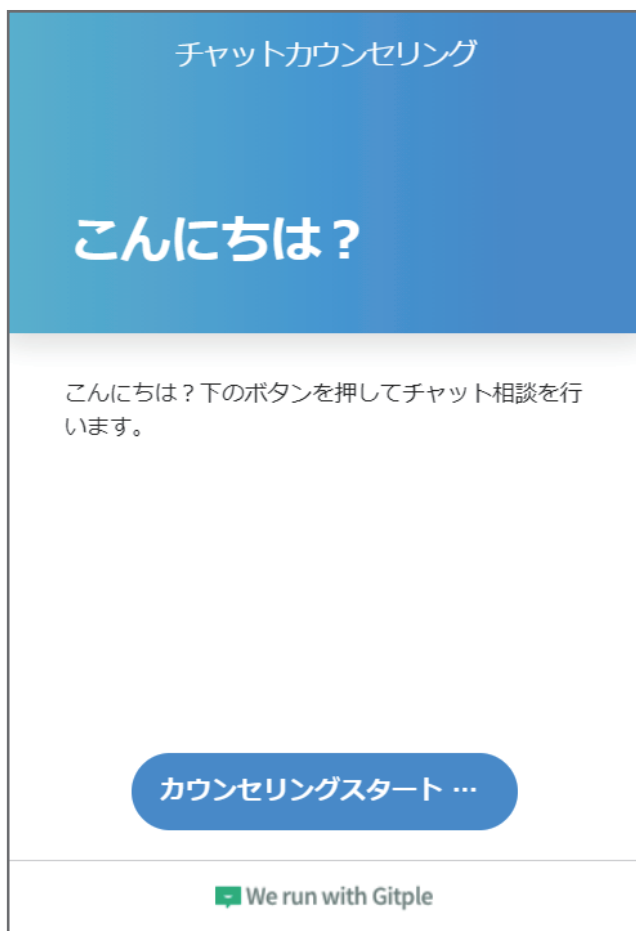 チャットカウンセリング
こんにちは？
こんにちは？下のボタンを押してチャット相談を行
います。
カウンセリングスタート …
We run with Gitple